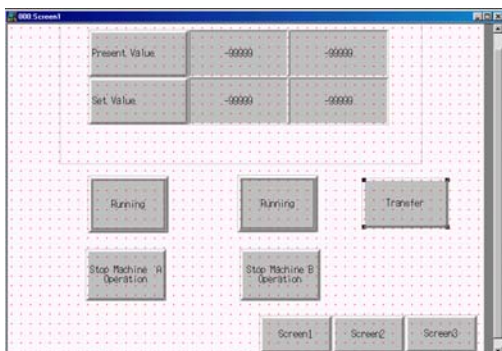 000:Screen1
Present Value -99999 -99999
Set Value -99999 -99999
Running Running Transfer
Stop Machine A
Operation
Stop Machine B
Operation
Screen1 Screen2 Screen3